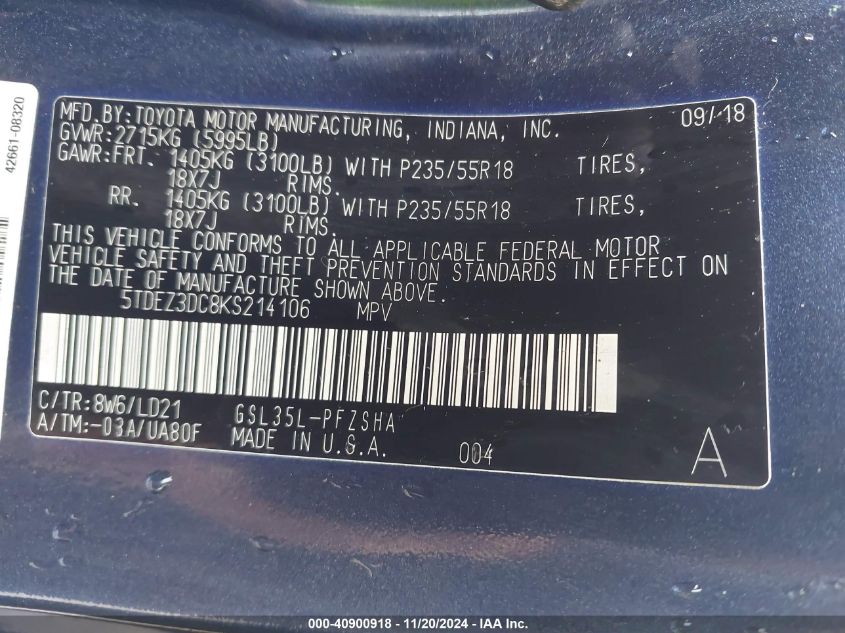 42661-08320
MFD.BY:TOYOTA MOTOR MANUFACTURING, INDIANA, INC. 09/18
GVWR:2715KG (5995LB)
GAWR:FRT. 1405KG (3100LB) WITH P235/55R18 TIRES,
18X7J RIMS.
RR. 1405KG (3100LB) WITH P235/55R18 TIRES,
18X7J RIMS.
THIS VEHICLE CONFORMS TO ALL APPLICABLE FEDERAL MOTOR
VEHICLE SAFETY AND THEFT PREVENTION STANDARDS IN EFFECT ON
THE DATE OF MANUFACTURE SHOWN ABOVE.
5TDEZ3DC8KS214106 MPV
C/TR:8W6/LD21 GSL35L-PFZSHA
A/TM:-03A/UA80F MADE IN U.S.A. 004 A
000-40900918 - 11/20/2024 - IAA Inc.